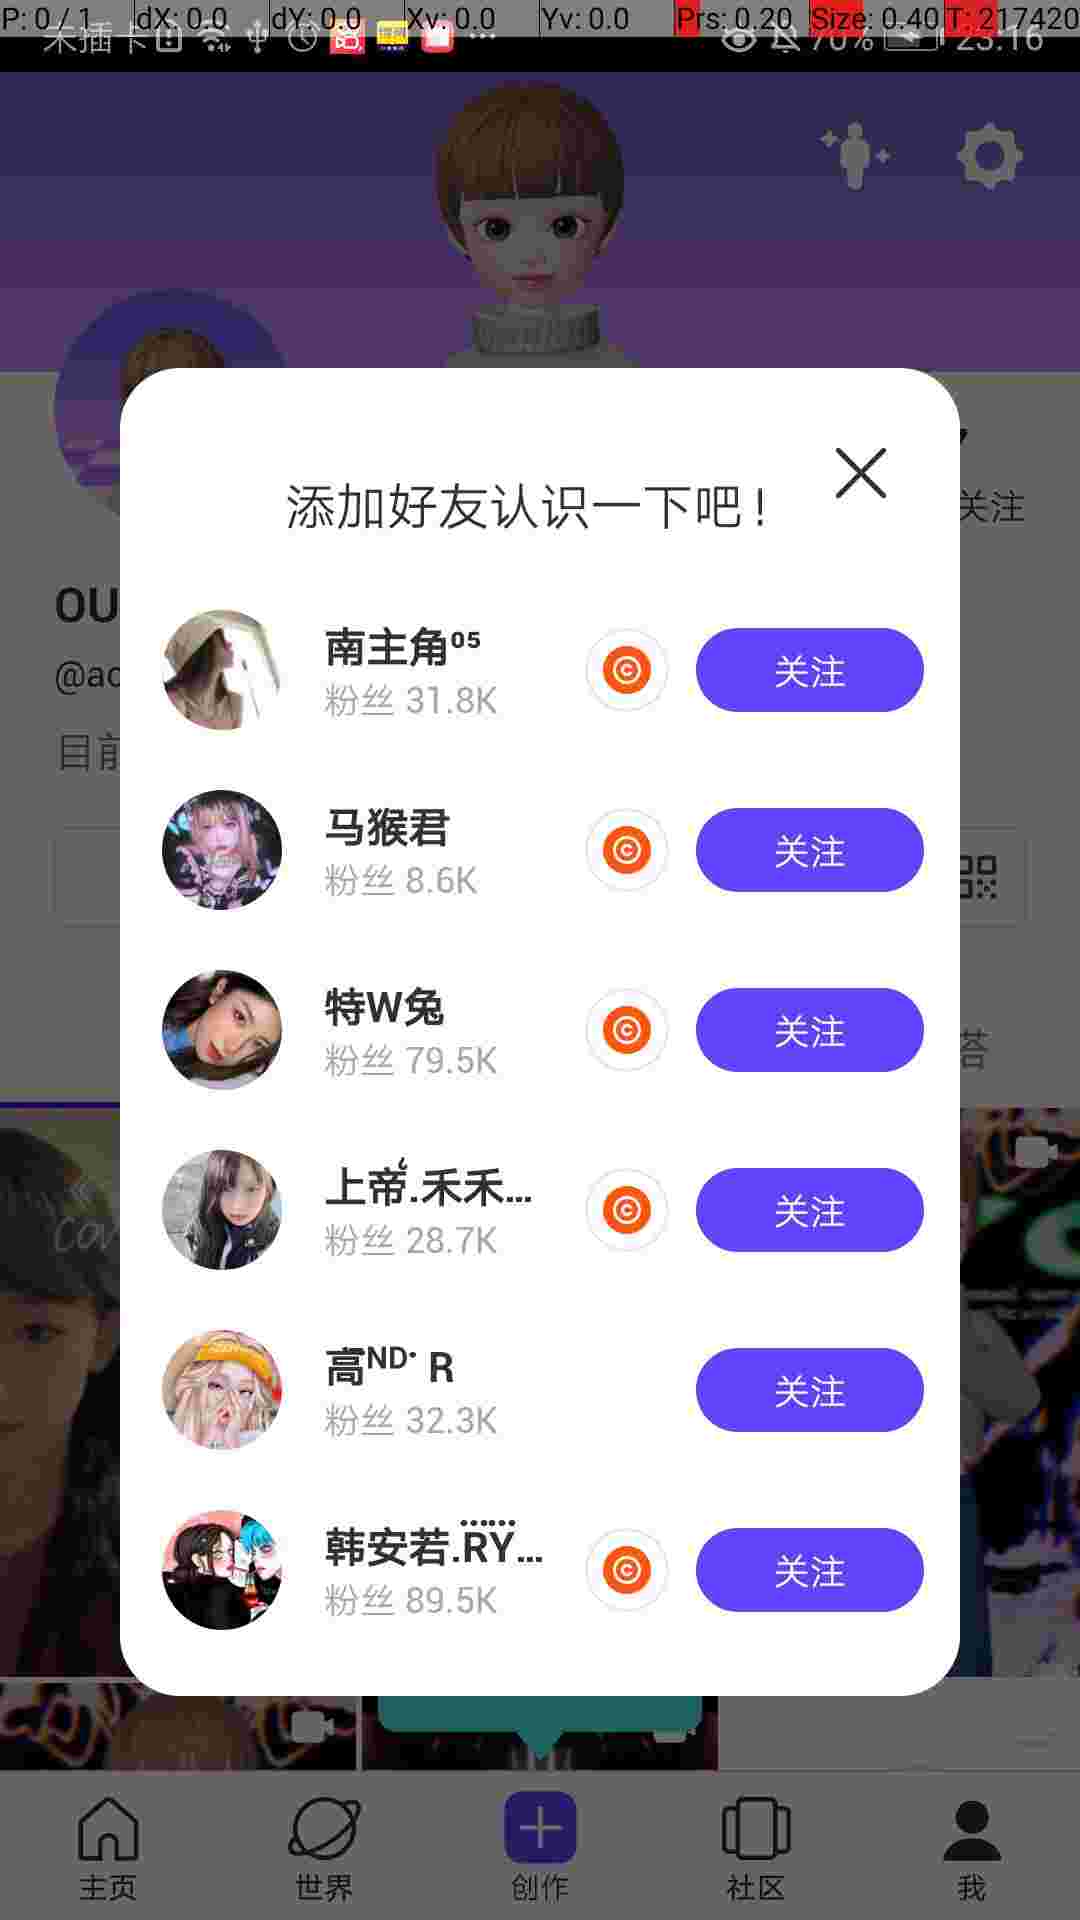 P: 0 / 1 dX: 0.0 dY: 0.0 Xv: 0.0 Yv: 0.0 Prs: 0.20 Size: 0.40 T: 217420
未插卡 70% 23:16
添加好友认识一下吧!
关注
OU
@ac
目前
南主角⁰⁵
粉丝 31.8K
关注
马猴君
粉丝 8.6K
关注
特W兔
粉丝 79.5K
关注
答
上帝.禾禾...
粉丝 28.7K
关注
高ᴺᴰ· R
粉丝 32.3K
关注
韩安若.RY...
粉丝 89.5K
关注
主页 世界 创作 社区 我